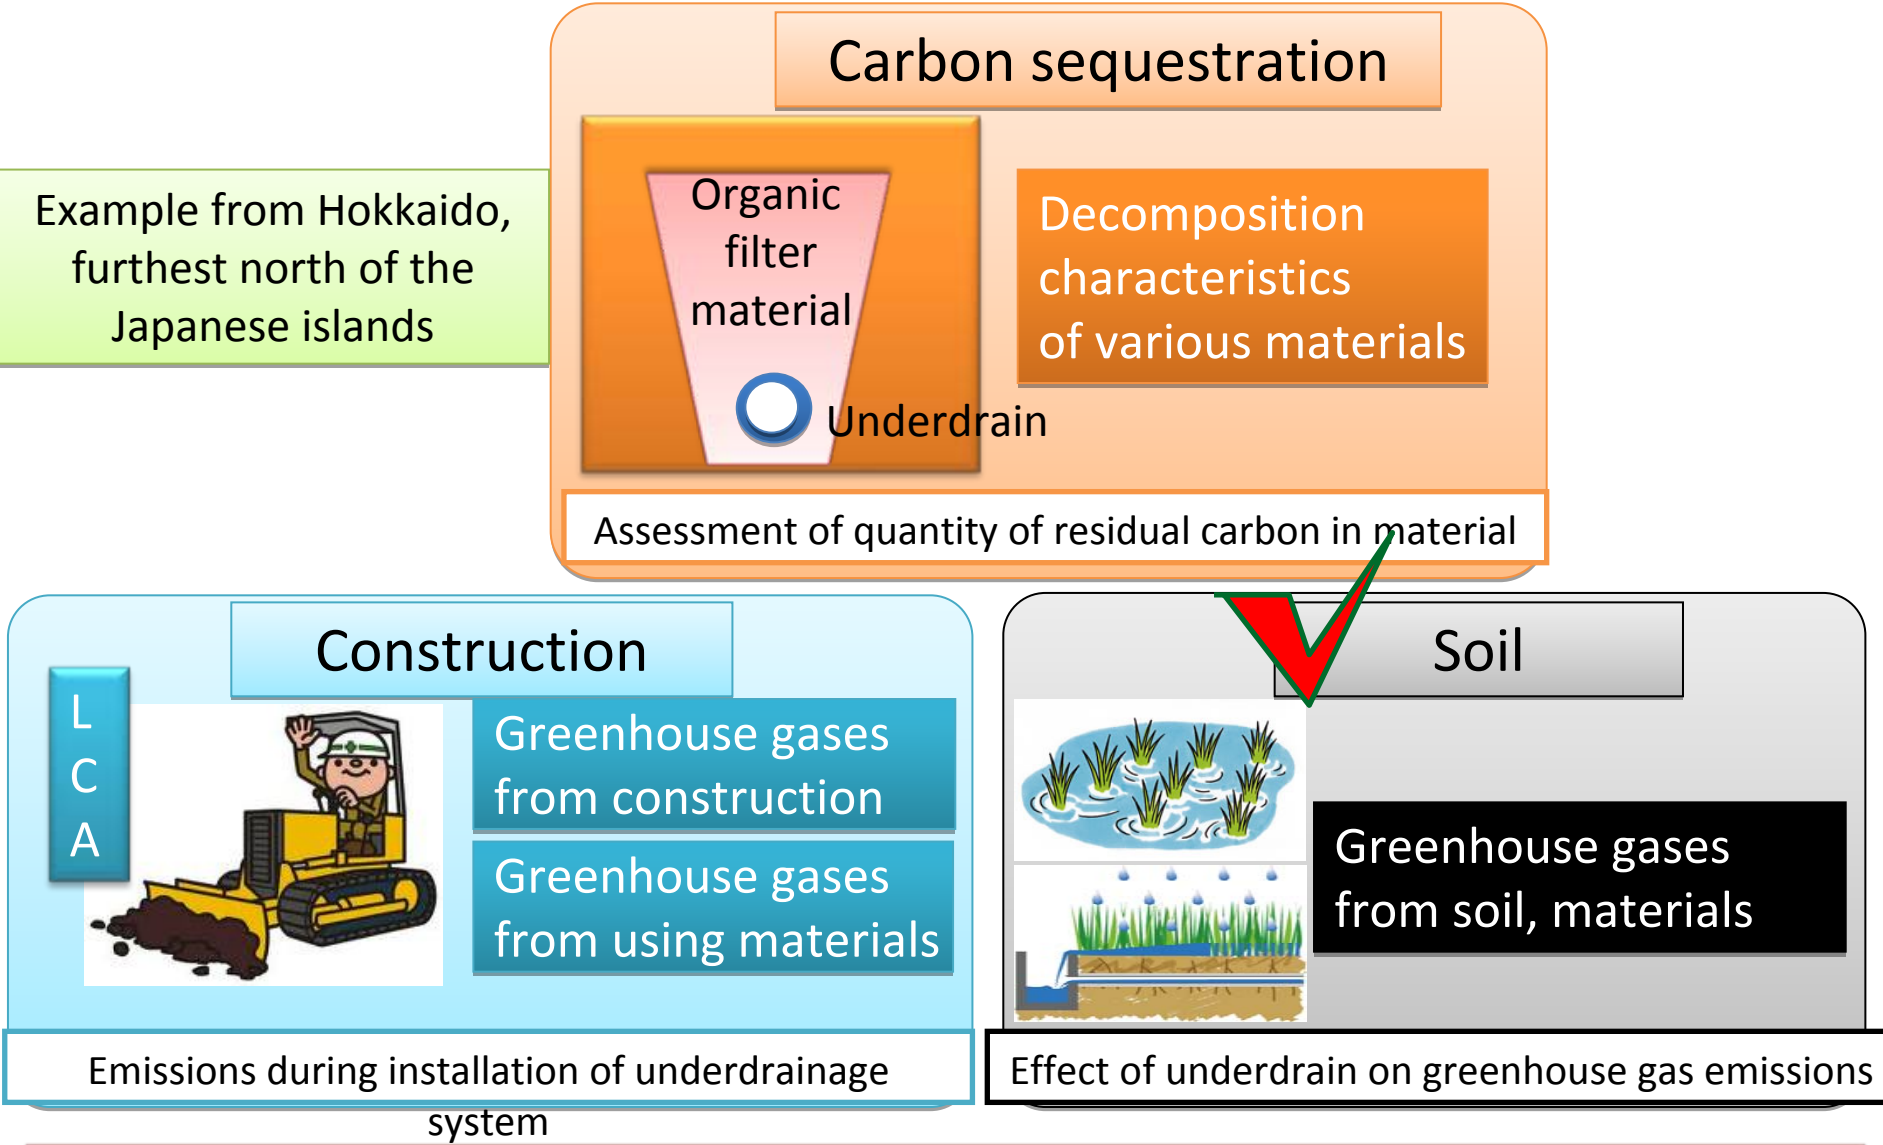 Carbon sequestration
Example from Hokkaido,
furthest north of the
Japanese islands
Organic
filter
material
Underdrain
Decomposition
characteristics
of various materials
Assessment of quantity of residual carbon in material
Construction
L
C
A
Greenhouse gases
from construction
Greenhouse gases
from using materials
Emissions during installation of underdrainage
system
Soil
Greenhouse gases
from soil, materials
Effect of underdrain on greenhouse gas emissions